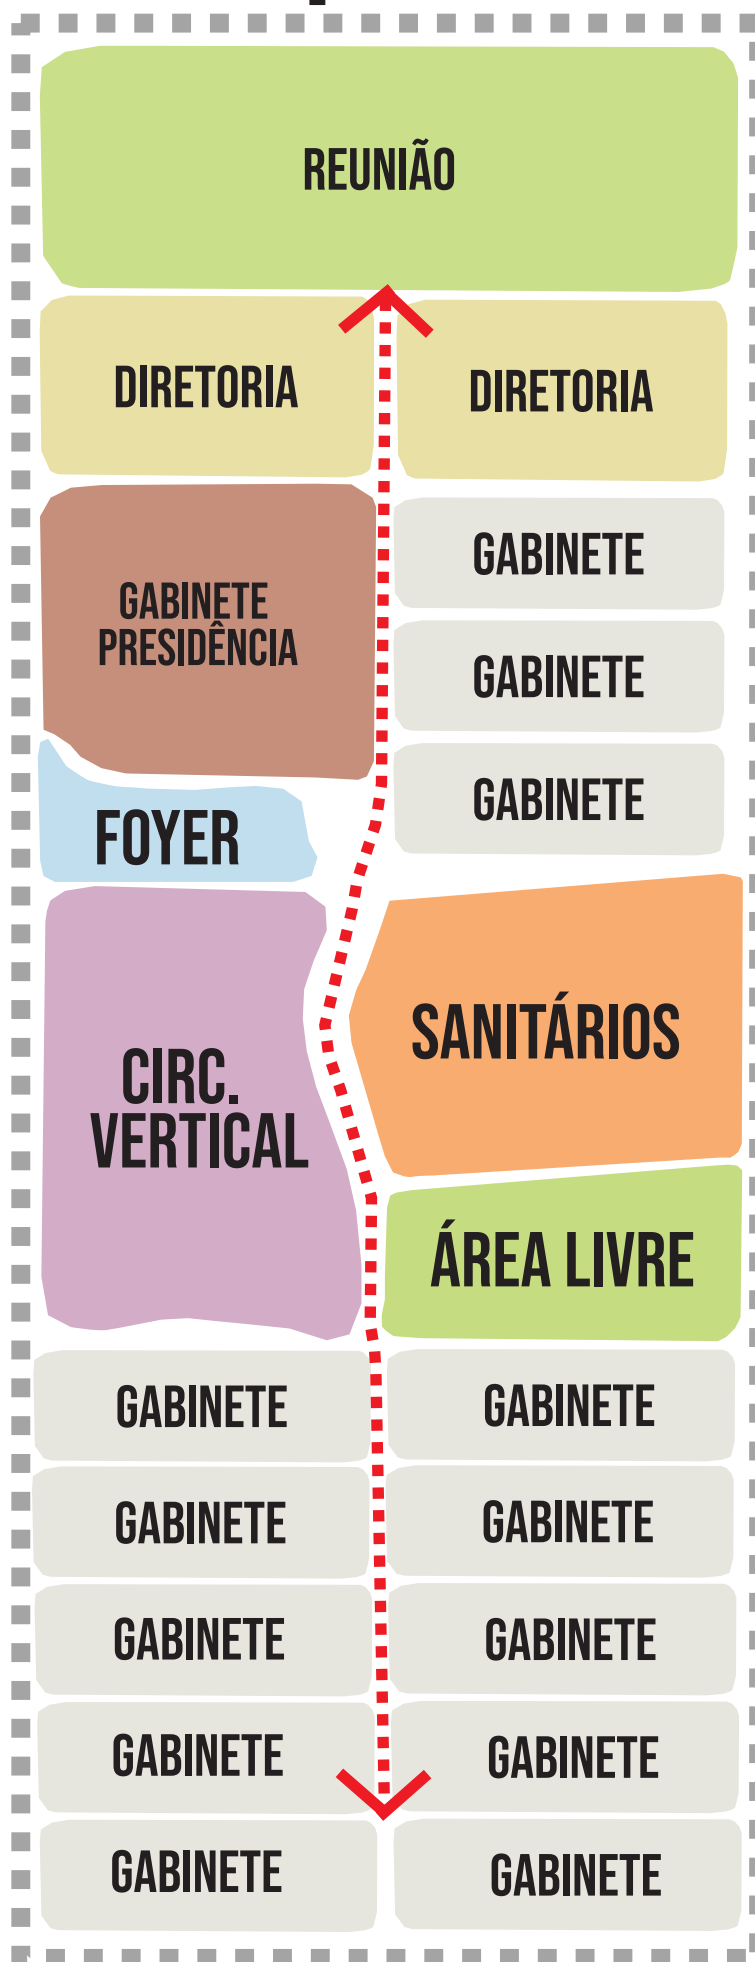 REUNIÃO
DIRETORIA
DIRETORIA
GABINETE
GABINETE
PRESIDÊNCIA
GABINETE
GABINETE
FOYER
SANITÁRIOS
CIRC.
VERTICAL
ÁREA LIVRE
GABINETE
GABINETE
GABINETE
GABINETE
GABINETE
GABINETE
GABINETE
GABINETE
GABINETE
GABINETE